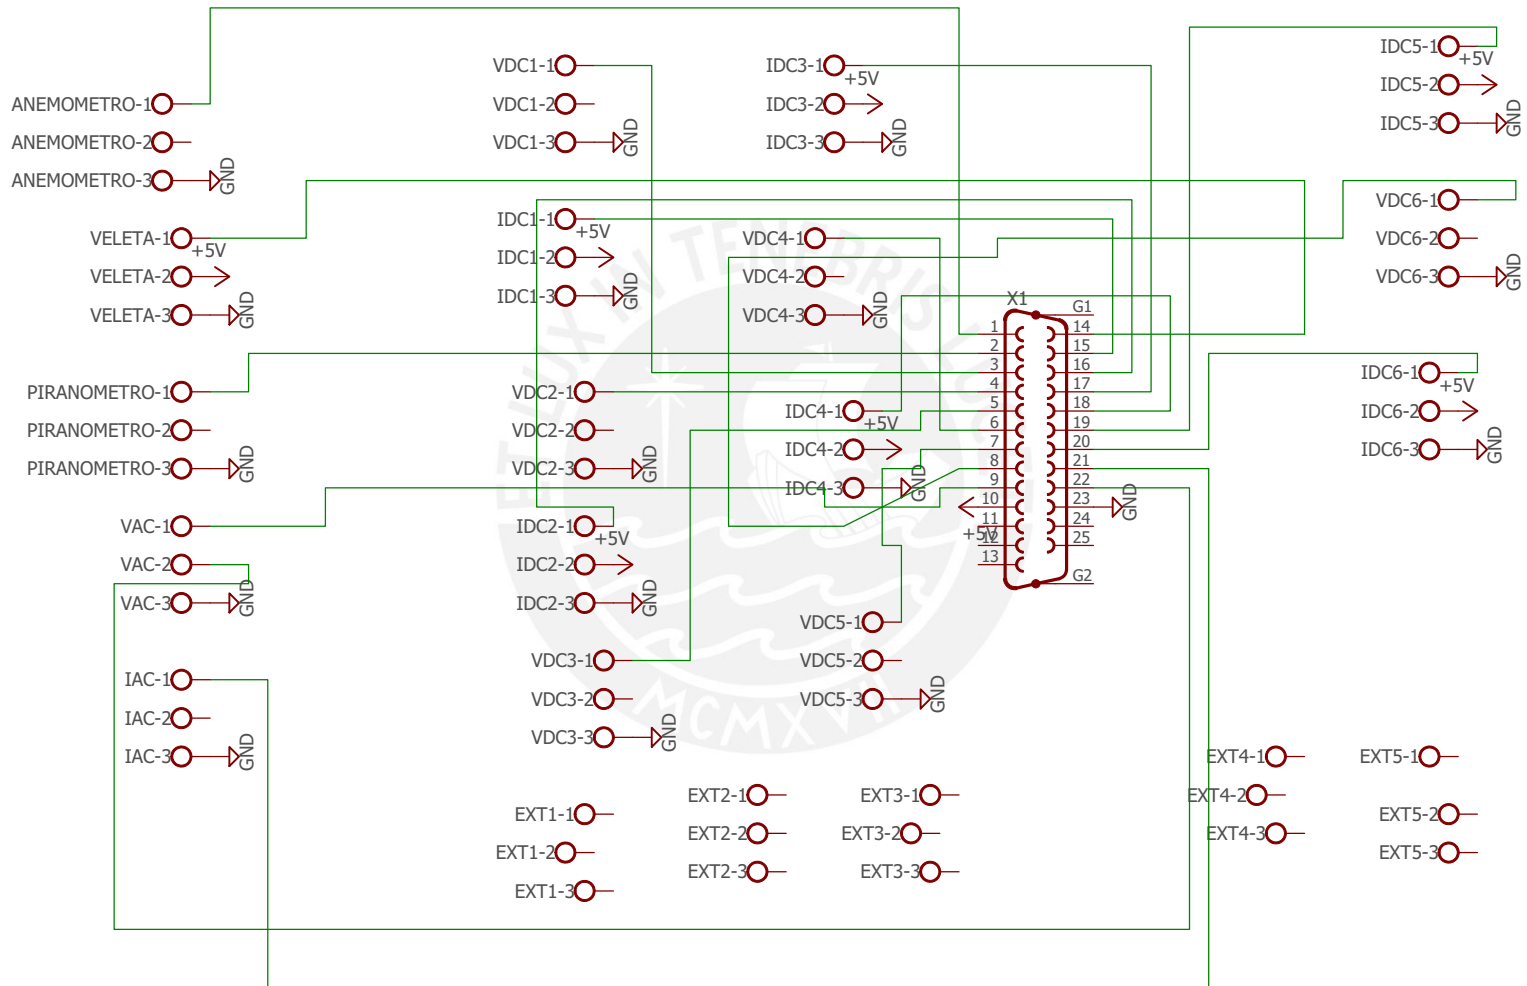 ANEMOMETRO-1
ANEMOMETRO-2
ANEMOMETRO-3
GND
VELETA-1
+5V
VELETA-2
VELETA-3
GND
PIRANOMETRO-1
PIRANOMETRO-2
PIRANOMETRO-3
GND
VAC-1
VAC-2
VAC-3
GND
IAC-1
IAC-2
IAC-3
GND
VDC1-1
VDC1-2
VDC1-3
GND
IDC1-1
+5V
IDC1-2
IDC1-3
GND
VDC2-1
VDC2-2
VDC2-3
GND
IDC2-1
+5V
IDC2-2
IDC2-3
GND
VDC3-1
VDC3-2
VDC3-3
GND
IDC3-1
+5V
IDC3-2
IDC3-3
GND
VDC4-1
VDC4-2
VDC4-3
GND
IDC4-1
+5V
IDC4-2
IDC4-3
GND
VDC5-1
VDC5-2
VDC5-3
GND
X1
G1
1
2
3
4
5
6
7
8
9
10
11
12
13
+5V
14
15
16
17
18
19
20
21
22
23
24
25
GND
G2
IDC5-1
+5V
IDC5-2
IDC5-3
GND
VDC6-1
VDC6-2
VDC6-3
GND
IDC6-1
+5V
IDC6-2
IDC6-3
GND
EXT1-1
EXT1-2
EXT1-3
EXT2-1
EXT2-2
EXT2-3
EXT3-1
EXT3-2
EXT3-3
EXT4-1
EXT4-2
EXT4-3
EXT5-1
EXT5-2
EXT5-3
ET LUX IN TENEBRIS
MCMXVII